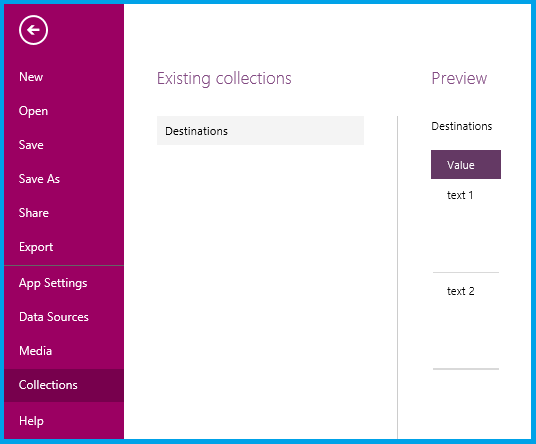 New
Open
Save
Save As
Share
Export
App Settings
Data Sources
Media
Collections
Help
Existing collections
Destinations
Preview
Destinations
Value
text 1
text 2